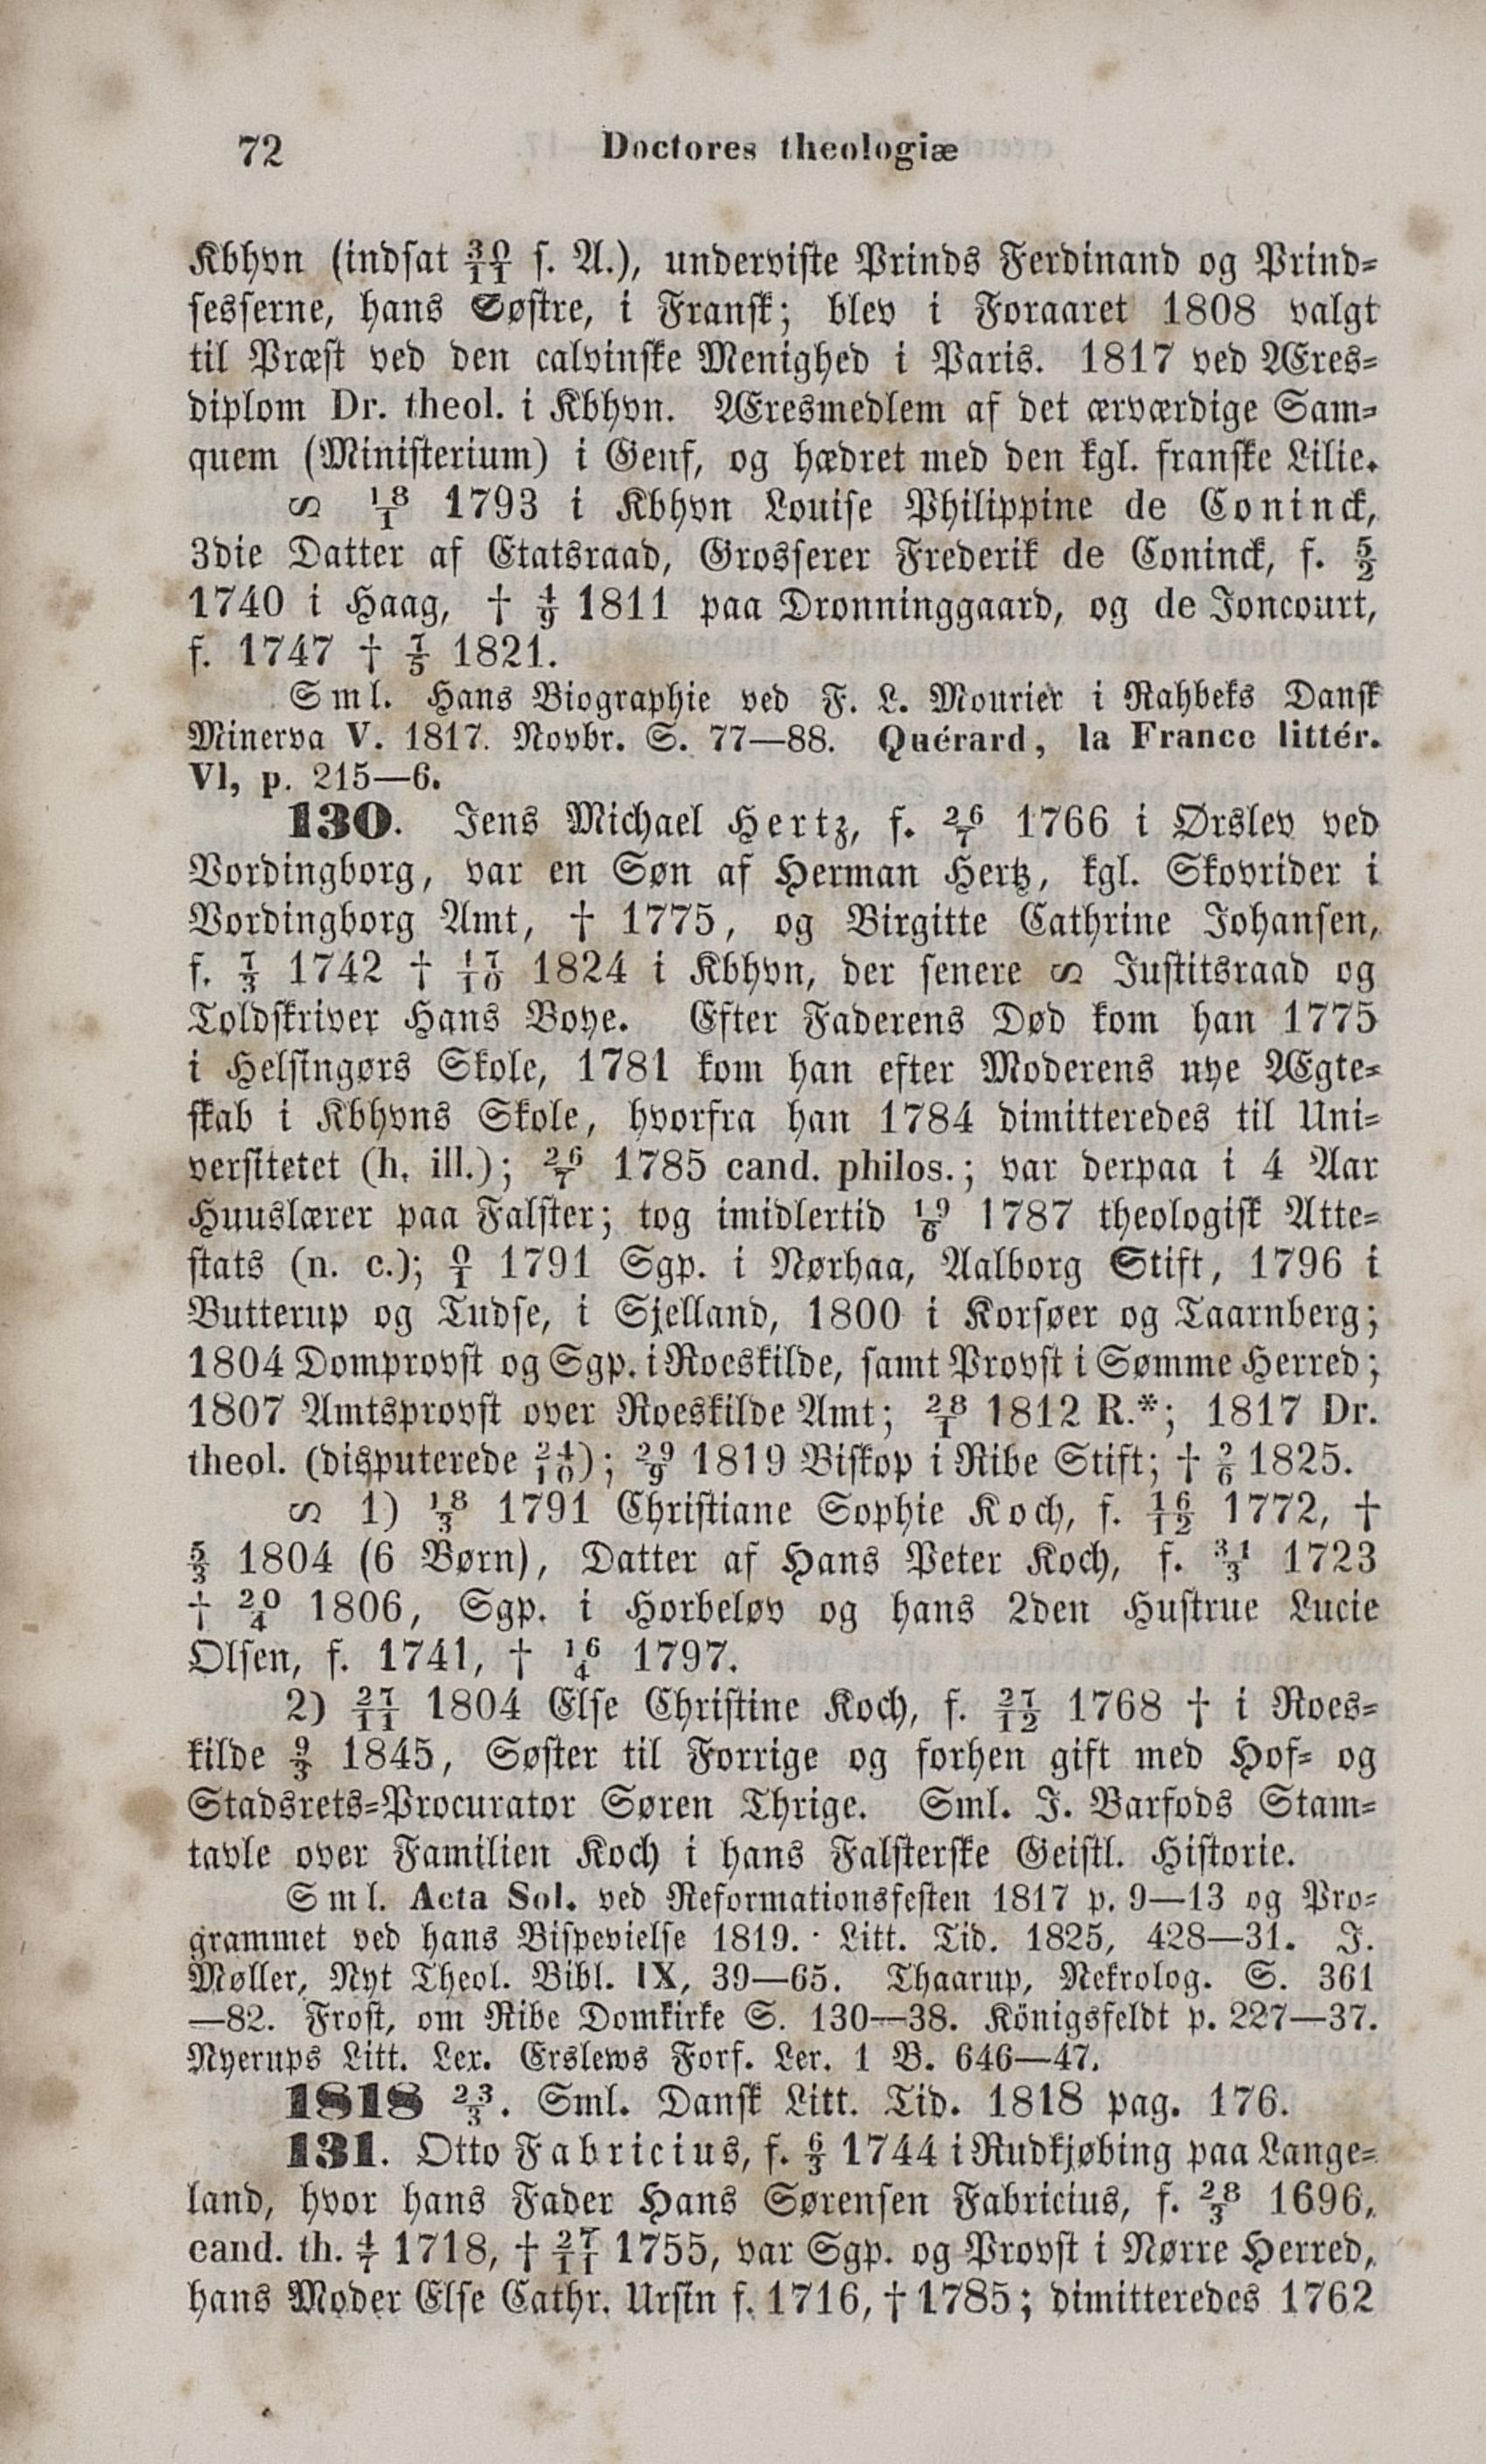 72 Doctores theologiæ
Kbhvn (indsat 30/11 s. A.), underviste Prinds Ferdinand og Prind=
sesserne, hans Søstre, i Fransk; blev i Foraaret 1808 valgt
til Præst ved den calvinske Menighed i Paris. 1817 ved Æres=
diplom Dr. theol. i Kbhvn. Æresmedlem af det ærværdige Sam=
quem (Ministerium) i Genf, og hædret med den kgl. franske Lilie.
∽ 18/1 1793 i Kbhvn Louise Philippine de Coninck,
3die Datter af Etatsraad, Grosserer Frederik de Coninck, f. 5/2
1740 i Haag, † 4/9 1811 paa Dronninggaard, og de Joncourt,
f. 1747 † 7/5 1821.
Sml. Hans Biographie ved F. L. Mourier i Rahbeks Dansk
Minerva V. 1817. Novbr. S. 77—88. Quérard, la France littér.
VI, p. 215—6.
130. Jens Michael Hertz, f. 26/7 1766 i Ørslev ved
Vordingborg, var en Søn af Herman Hertz, kgl. Skovrider i
Vordingborg Amt, † 1775, og Birgitte Cathrine Johansen,
f. 7/3 1742 † 17/10 1824 i Kbhvn, der senere ∽ Justitsraad og
Toldskriver Hans Boye. Efter Faderens Død kom han 1775
i Helsingørs Skole, 1781 kom han efter Moderens nye Ægte=
skab i Kbhvns Skole, hvorfra han 1784 dimitteredes til Uni=
versitetet (h. ill.); 26/7 1785 cand. philos.; var derpaa i 4 Aar
Huuslærer paa Falster; tog imidlertid 19/6 1787 theologisk Atte=
stats (n. c.); 0/1 1791 Sgp. i Nørhaa, Aalborg Stift, 1796 i
Butterup og Tudse, i Sjelland, 1800 i Korsøer og Taarnberg;
1804 Domprovst og Sgp. i Roeskilde, samt Provst i Sømme Herred;
1807 Amtsprovst over Roeskilde Amt; 28/1 1812 R.*; 1817 Dr.
theol. (disputerede 24/10); 29/9 1819 Biskop i Ribe Stift; † 2/6 1825.
∽ 1) 18/3 1791 Christiane Sophie Koch, f. 16/12 1772, †
5/3 1804 (6 Børn), Datter af Hans Peter Koch, f. 31/3 1723
† 20/4 1806, Sgp. i Horbeløv og hans 2den Hustrue Lucie
Olsen, f. 1741, † 16/4 1797.
2) 27/11 1804 Else Christine Koch, f. 27/12 1768 † i Roes=
kilde 9/3 1845, Søster til Forrige og forhen gift med Hof= og
Stadsrets=Procurator Søren Thrige. Sml. J. Barfods Stam=
tavle over Familien Koch i hans Falsterske Geistl. Historie.
Sml. Acta Sol. ved Reformationsfesten 1817 p. 9—13 og Pro=
grammet ved hans Bispevielse 1819. Litt. Tid. 1825, 428—31. J.
Møller, Nyt Theol. Bibl. IX, 39—65. Thaarup, Nekrolog. S. 361
—82. Frost, om Ribe Domkirke S. 130—38. Königsfeldt p. 227—37.
Nyerups Litt. Lex. Erslews Forf. Lex. 1 B. 646—47.
1818 23/3. Sml. Dansk Litt. Tid. 1818 pag. 176.
131. Otto Fabricius, f. 6/3 1744 i Rudkjøbing paa Lange=
land, hvor hans Fader Hans Sørensen Fabricius, f. 28/3 1696,
cand. th. 4/7 1718, † 27/11 1755, var Sgp. og Provst i Nørre Herred,
hans Moder Else Cathr. Ursin f. 1716, † 1785; dimitteredes 1762